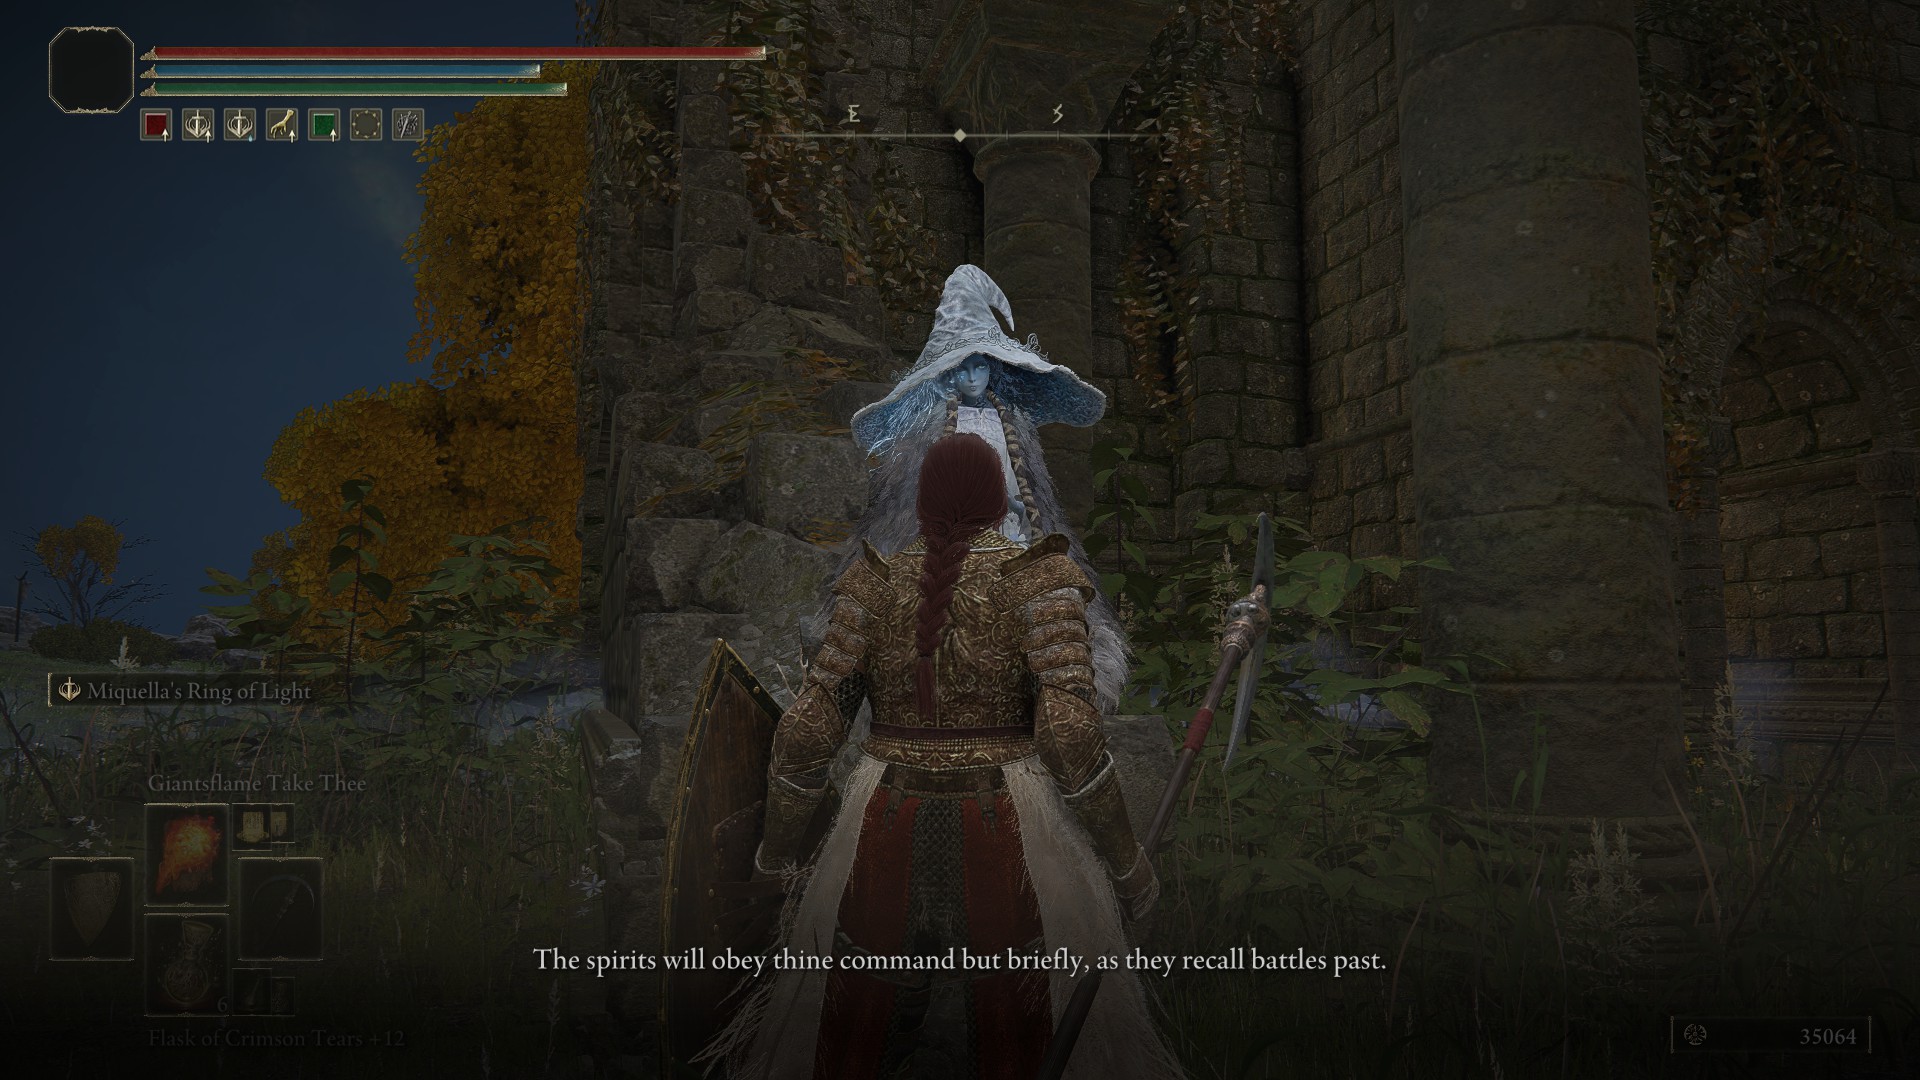 E S
Miquella's Ring of Light
Giantsflame Take Thee
6
The spirits will obey thine command but briefly, as they recall battles past.
Flask of Crimson Tears +12
35064